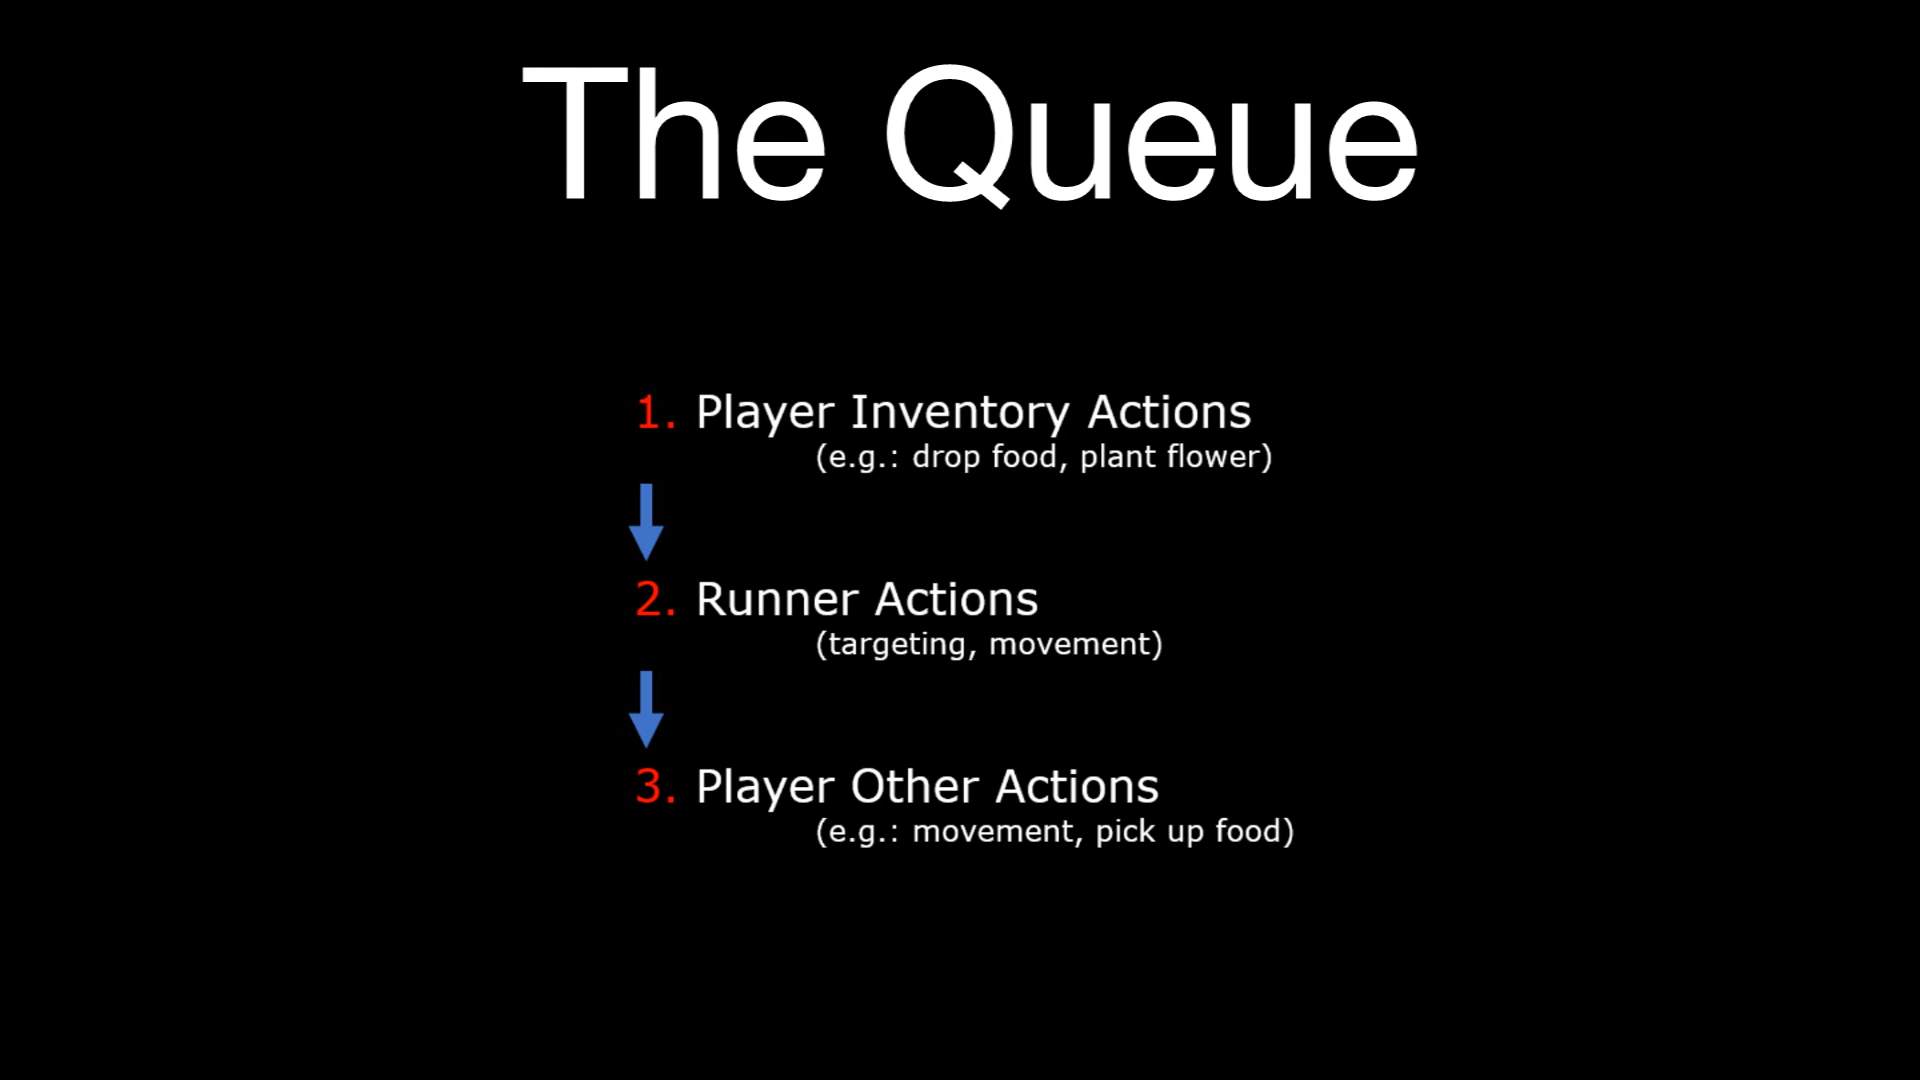 The Queue
1. Player Inventory Actions
(e.g.: drop food, plant flower)
2. Runner Actions
(targeting, movement)
3. Player Other Actions
(e.g.: movement, pick up food)